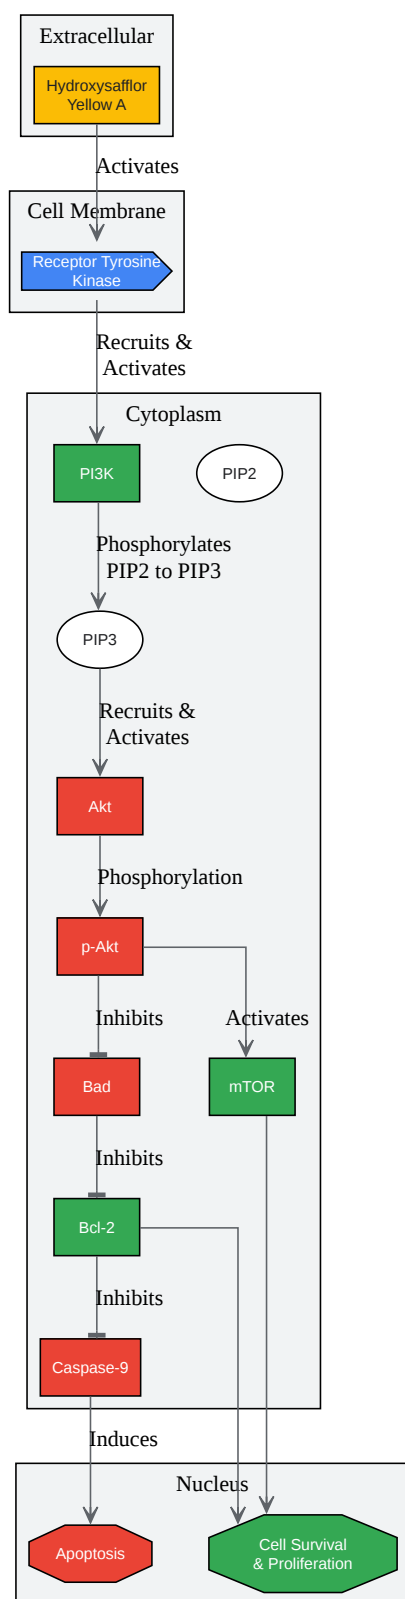 Extracellular
Hydroxysafflor
Yellow A
Activates
Cell Membrane
Receptor Tyrosine
Kinase
Recruits &
Activates
Cytoplasm
PI3K
PIP2
Phosphorylates
PIP2 to PIP3
PIP3
Recruits &
Activates
Akt
Phosphorylation
p-Akt
Inhibits
Activates
Bad
mTOR
Inhibits
Bcl-2
Inhibits
Caspase-9
Induces
Nucleus
Apoptosis
Cell Survival
& Proliferation